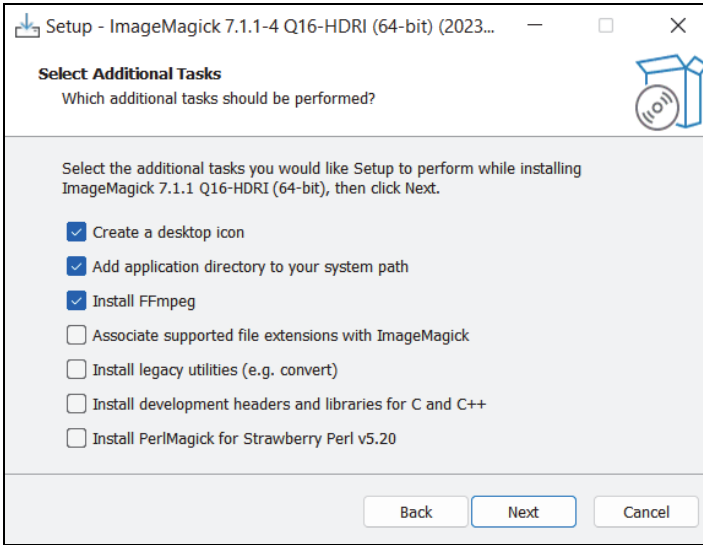 Setup - ImageMagick 7.1.1-4 Q16-HDRI (64-bit) (2023...
Select Additional Tasks
Which additional tasks should be performed?
Select the additional tasks you would like Setup to perform while installing
ImageMagick 7.1.1 Q16-HDRI (64-bit), then click Next.
Create a desktop icon
Add application directory to your system path
Install FFmpeg
Associate supported file extensions with ImageMagick
Install legacy utilities (e.g. convert)
Install development headers and libraries for C and C++
Install PerlMagick for Strawberry Perl v5.20
Back Next Cancel